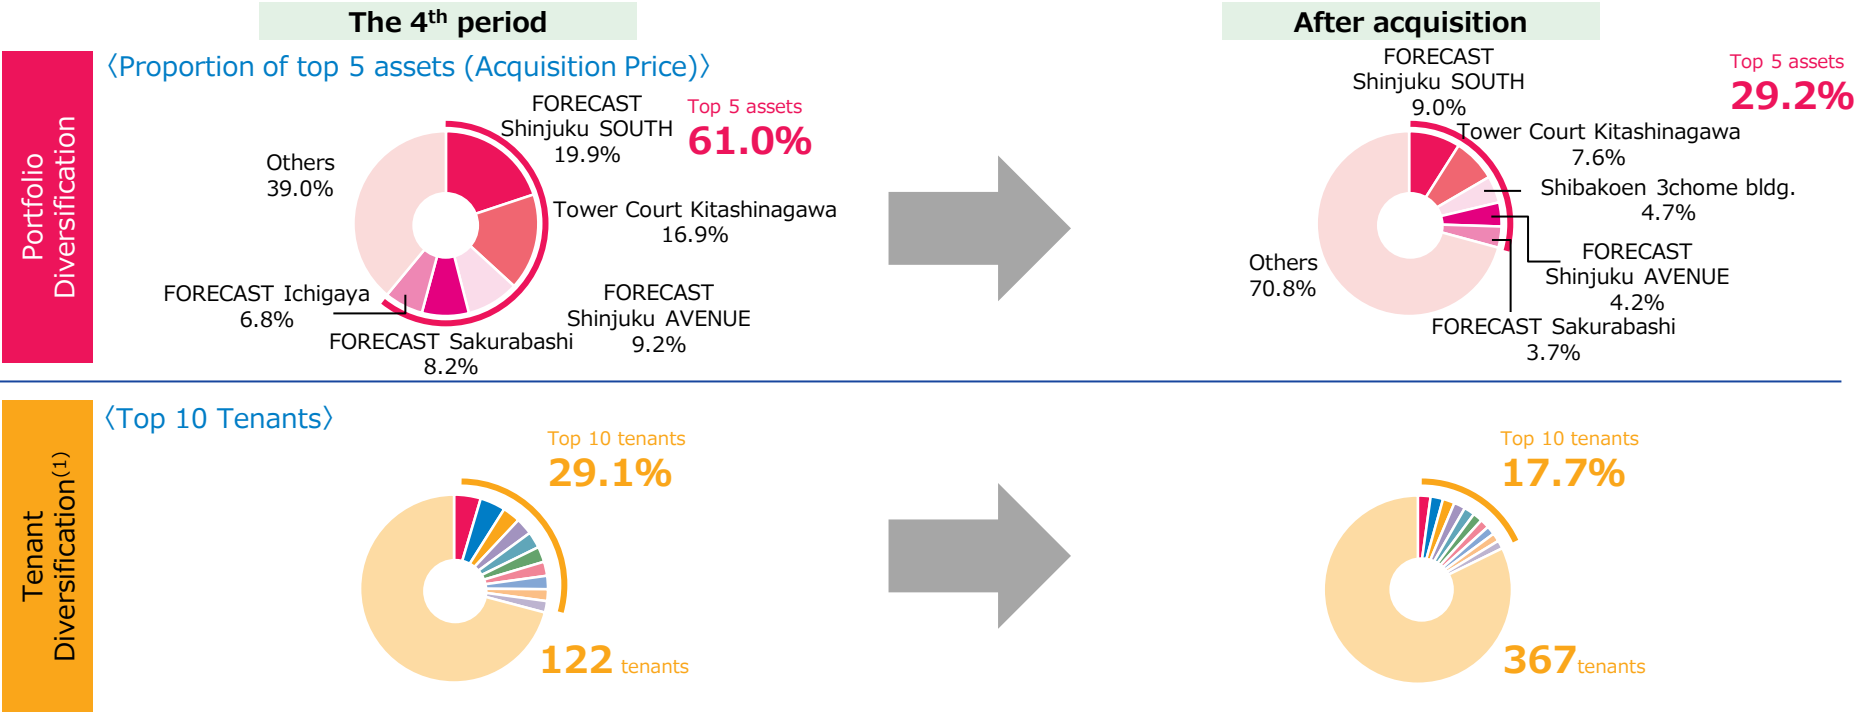 The 4th period
After acquisition
Portfolio
Diversification
〈Proportion of top 5 assets (Acquisition Price)〉
Top 5 assets
61.0%
FORECAST
Shinjuku SOUTH
19.9%
Tower Court Kitashinagawa
16.9%
FORECAST
Shinjuku AVENUE
9.2%
FORECAST Sakurabashi
8.2%
FORECAST Ichigaya
6.8%
Others
39.0%
Top 5 assets
29.2%
FORECAST
Shinjuku SOUTH
9.0%
Tower Court Kitashinagawa
7.6%
Shibakoen 3chome bldg.
4.7%
FORECAST
Shinjuku AVENUE
4.2%
FORECAST Sakurabashi
3.7%
Others
70.8%
Tenant
Diversification(1)
〈Top 10 Tenants〉
Top 10 tenants
29.1%
122 tenants
Top 10 tenants
17.7%
367 tenants